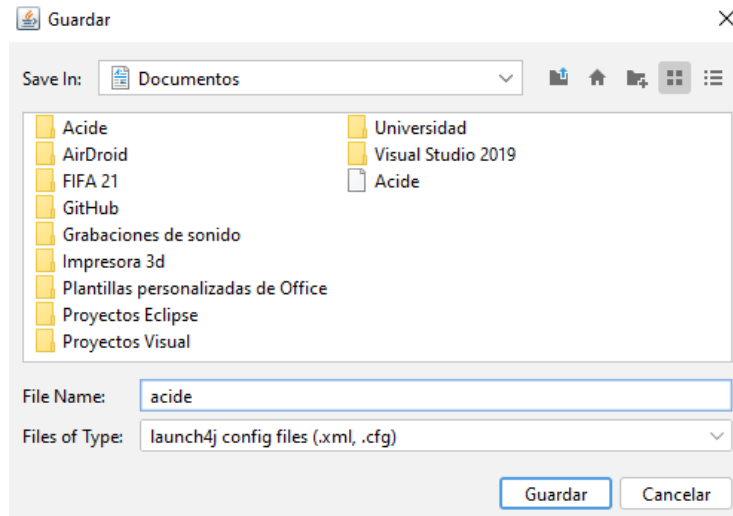 Guardar
Save In: Documentos
Acide
AirDroid
FIFA 21
GitHub
Grabaciones de sonido
Impresora 3d
Plantillas personalizadas de Office
Proyectos Eclipse
Proyectos Visual
Universidad
Visual Studio 2019
Acide
File Name: acide
Files of Type: launch4j config files (.xml, .cfg)
Guardar Cancelar